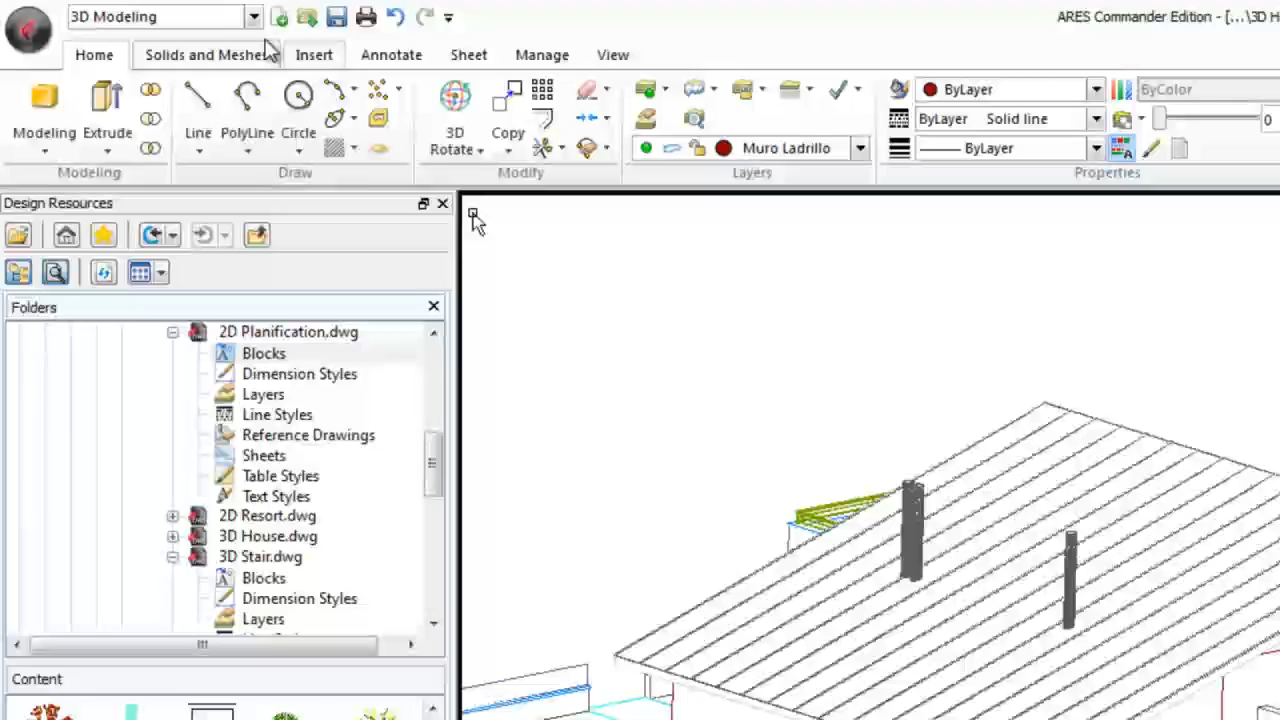 3D Modeling
ARES Commander Edition - [...\3D H
Home Solids and Meshes Insert Annotate Sheet Manage View
ByLayer ByColor
Modeling Extrude Line PolyLine Circle 3D Rotate Copy
ByLayer Solid line 0
Muro Ladrillo ByLayer
Modeling Draw Modify Layers Properties
Design Resources
Folders
2D Planification.dwg
Blocks
Dimension Styles
Layers
Line Styles
Reference Drawings
Sheets
Table Styles
Text Styles
2D Resort.dwg
3D House.dwg
3D Stair.dwg
Blocks
Dimension Styles
Layers
Content